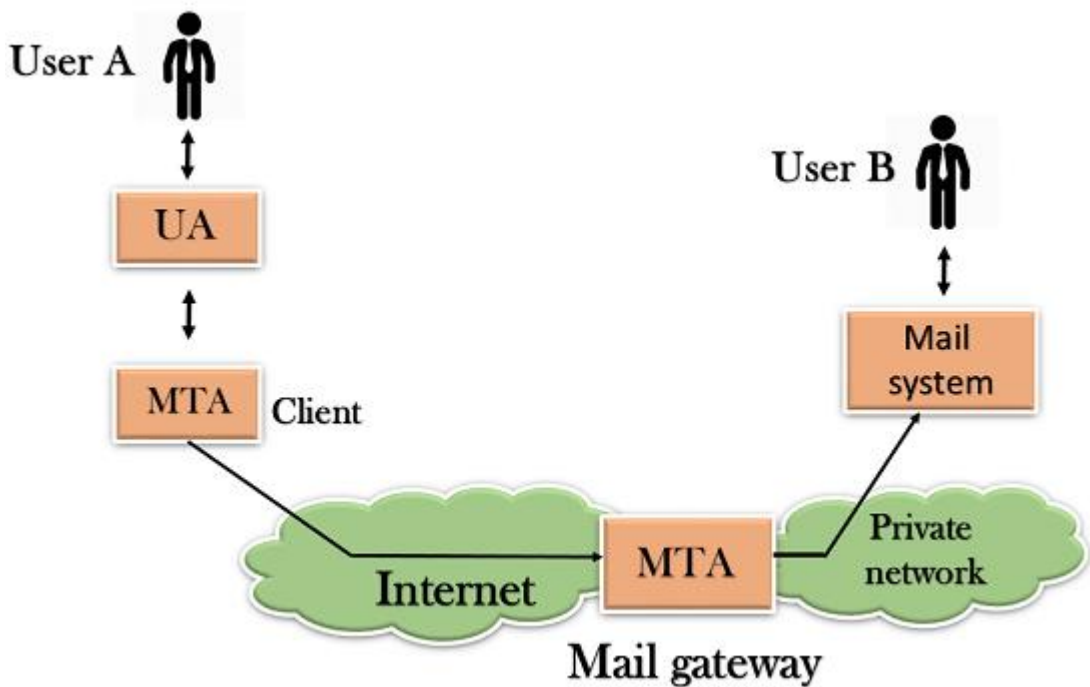 User A
User B
UA
Mail
system
MTA
Client
Private
network
MTA
Internet
Mail gateway